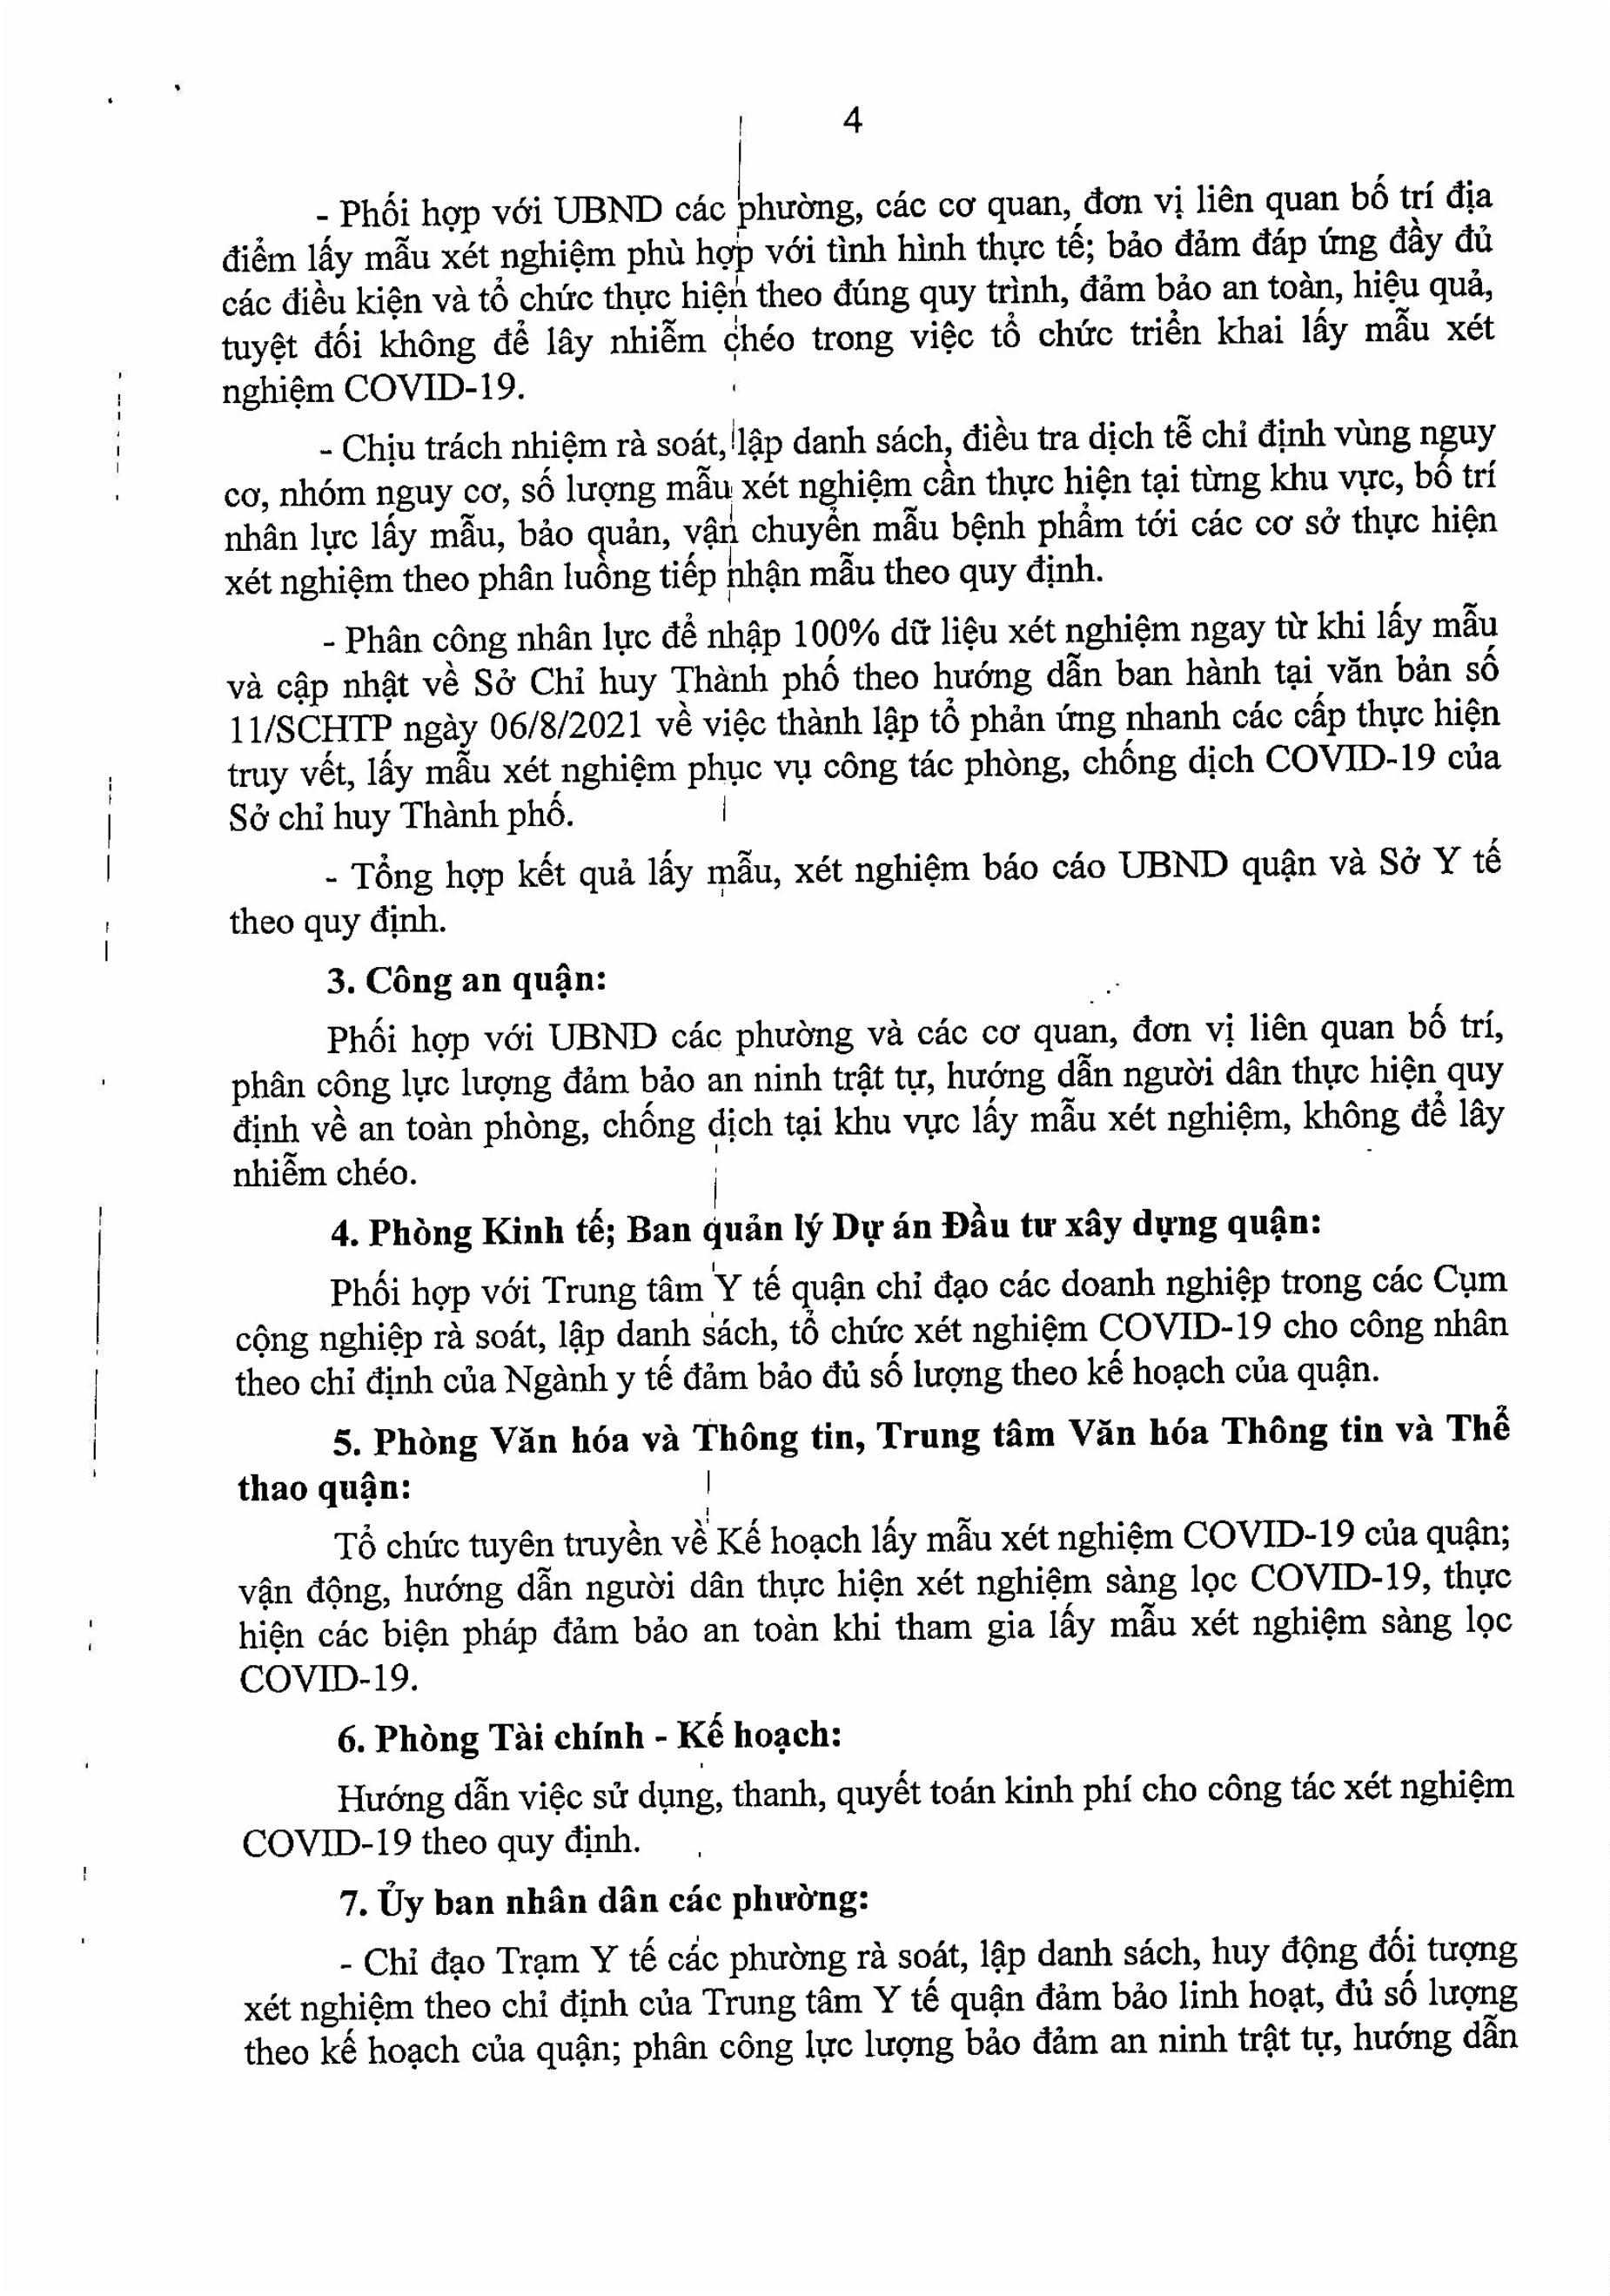 4
- Phối hợp với UBND các phường, các cơ quan, đơn vị liên quan bố trí địa
điểm lấy mẫu xét nghiệm phù hợp với tình hình thực tế; bảo đảm đáp ứng đầy đủ
các điều kiện và tổ chức thực hiện theo đúng quy trình, đảm bảo an toàn, hiệu quả,
tuyệt đối không để lây nhiễm chéo trong việc tổ chức triển khai lấy mẫu xét
nghiệm COVID-19.
- Chịu trách nhiệm rà soát, lập danh sách, điều tra dịch tễ chỉ định vùng nguy
cơ, nhóm nguy cơ, số lượng mẫu xét nghiệm cần thực hiện tại từng khu vực, bố trí
nhân lực lấy mẫu, bảo quản, vận chuyển mẫu bệnh phẩm tới các cơ sở thực hiện
xét nghiệm theo phân luồng tiếp nhận mẫu theo quy định.
- Phân công nhân lực để nhập 100% dữ liệu xét nghiệm ngay từ khi lấy mẫu
và cập nhật về Sở Chỉ huy Thành phố theo hướng dẫn ban hành tại văn bản số
11/SCHTP ngày 06/8/2021 về việc thành lập tổ phản ứng nhanh các cấp thực hiện
truy vết, lấy mẫu xét nghiệm phục vụ công tác phòng, chống dịch COVID-19 của
Sở chỉ huy Thành phố.
- Tổng hợp kết quả lấy mẫu, xét nghiệm báo cáo UBND quận và Sở Y tế
theo quy định.
3. Công an quận:
Phối hợp với UBND các phường và các cơ quan, đơn vị liên quan bố trí,
phân công lực lượng đảm bảo an ninh trật tự, hướng dẫn người dân thực hiện quy
định về an toàn phòng, chống dịch tại khu vực lấy mẫu xét nghiệm, không để lây
nhiễm chéo.
4. Phòng Kinh tế; Ban quản lý Dự án Đầu tư xây dựng quận:
Phối hợp với Trung tâm Y tế quận chỉ đạo các doanh nghiệp trong các Cụm
cộng nghiệp rà soát, lập danh sách, tổ chức xét nghiệm COVID-19 cho công nhân
theo chỉ định của Ngành y tế đảm bảo đủ số lượng theo kế hoạch của quận.
5. Phòng Văn hóa và Thông tin, Trung tâm Văn hóa Thông tin và Thể
thao quận:
Tổ chức tuyên truyền về Kế hoạch lấy mẫu xét nghiệm COVID-19 của quận;
vận động, hướng dẫn người dân thực hiện xét nghiệm sàng lọc COVID-19, thực
hiện các biện pháp đảm bảo an toàn khi tham gia lấy mẫu xét nghiệm sàng lọc
COVID-19.
6. Phòng Tài chính - Kế hoạch:
Hướng dẫn việc sử dụng, thanh, quyết toán kinh phí cho công tác xét nghiệm
COVID-19 theo quy định.
7. Ủy ban nhân dân các phường:
- Chỉ đạo Trạm Y tế các phường rà soát, lập danh sách, huy động đối tượng
xét nghiệm theo chỉ định của Trung tâm Y tế quận đảm bảo linh hoạt, đủ số lượng
theo kế hoạch của quận; phân công lực lượng bảo đảm an ninh trật tự, hướng dẫn